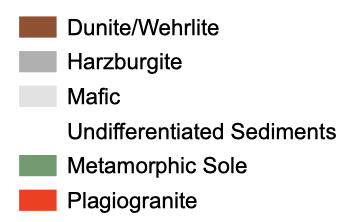 Dunite/Wehrlite
Harzburgite
Mafic
Undifferentiated Sediments
Metamorphic Sole
Plagiogranite